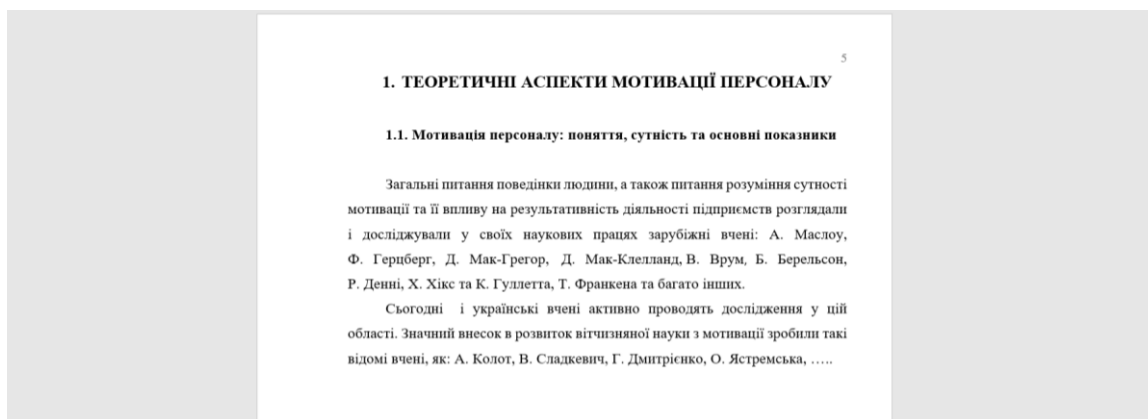 5
1. ТЕОРЕТИЧНІ АСПЕКТИ МОТИВАЦІЇ ПЕРСОНАЛУ
1.1. Мотивація персоналу: поняття, сутність та основні показники
Загальні питання поведінки людини, а також питання розуміння сутності
мотивації та її впливу на результативність діяльності підприємств розглядали
і досліджували у своїх наукових працях зарубіжні вчені: А. Маслоу,
Ф. Герцберг, Д. Мак-Грегор, Д. Мак-Клелланд, В. Врум, Б. Берельсон,
Р. Денні, Х. Хікс та К. Гуллетта, Т. Франкена та багато інших.
Сьогодні і українські вчені активно проводять дослідження у цій
області. Значний внесок в розвиток вітчизняної науки з мотивації зробили такі
відомі вчені, як: А. Колот, В. Сладкевич, Г. Дмитрієнко, О. Ястремська, …..